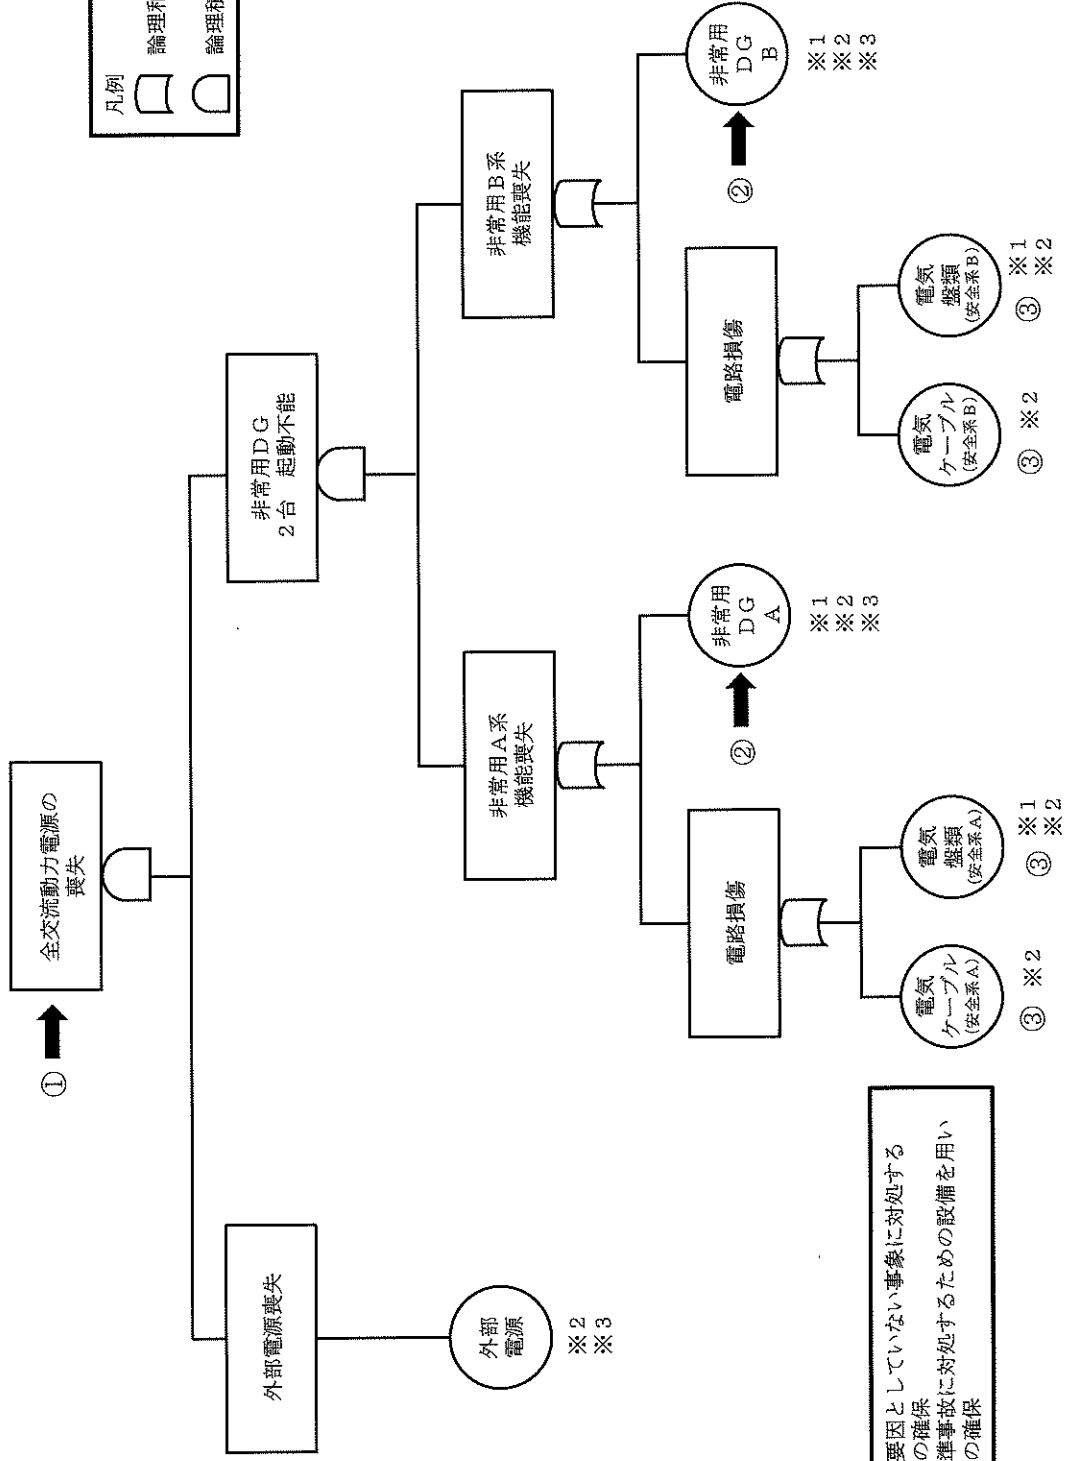 凡例
論理和
論理積
①
全交流動力電源の
喪失
外部電源喪失
外部
電源
※2
※3
非常用DG
2台 起動不能
非常用A系
機能喪失
電路損傷
電気
ケーブル
(安全系A)
③ ※2
電気
盤類
(安全系A)
③ ※1
※2
②
非常用
DG
A
※1
※2
※3
非常用B系
機能喪失
電路損傷
電気
ケーブル
(安全系B)
③ ※2
電気
盤類
(安全系B)
③ ※1
※2
②
非常用
DG
B
※1
※2
※3
要因としていない事象に対処する
の確保
準事故に対処するための設備を用い
の確保